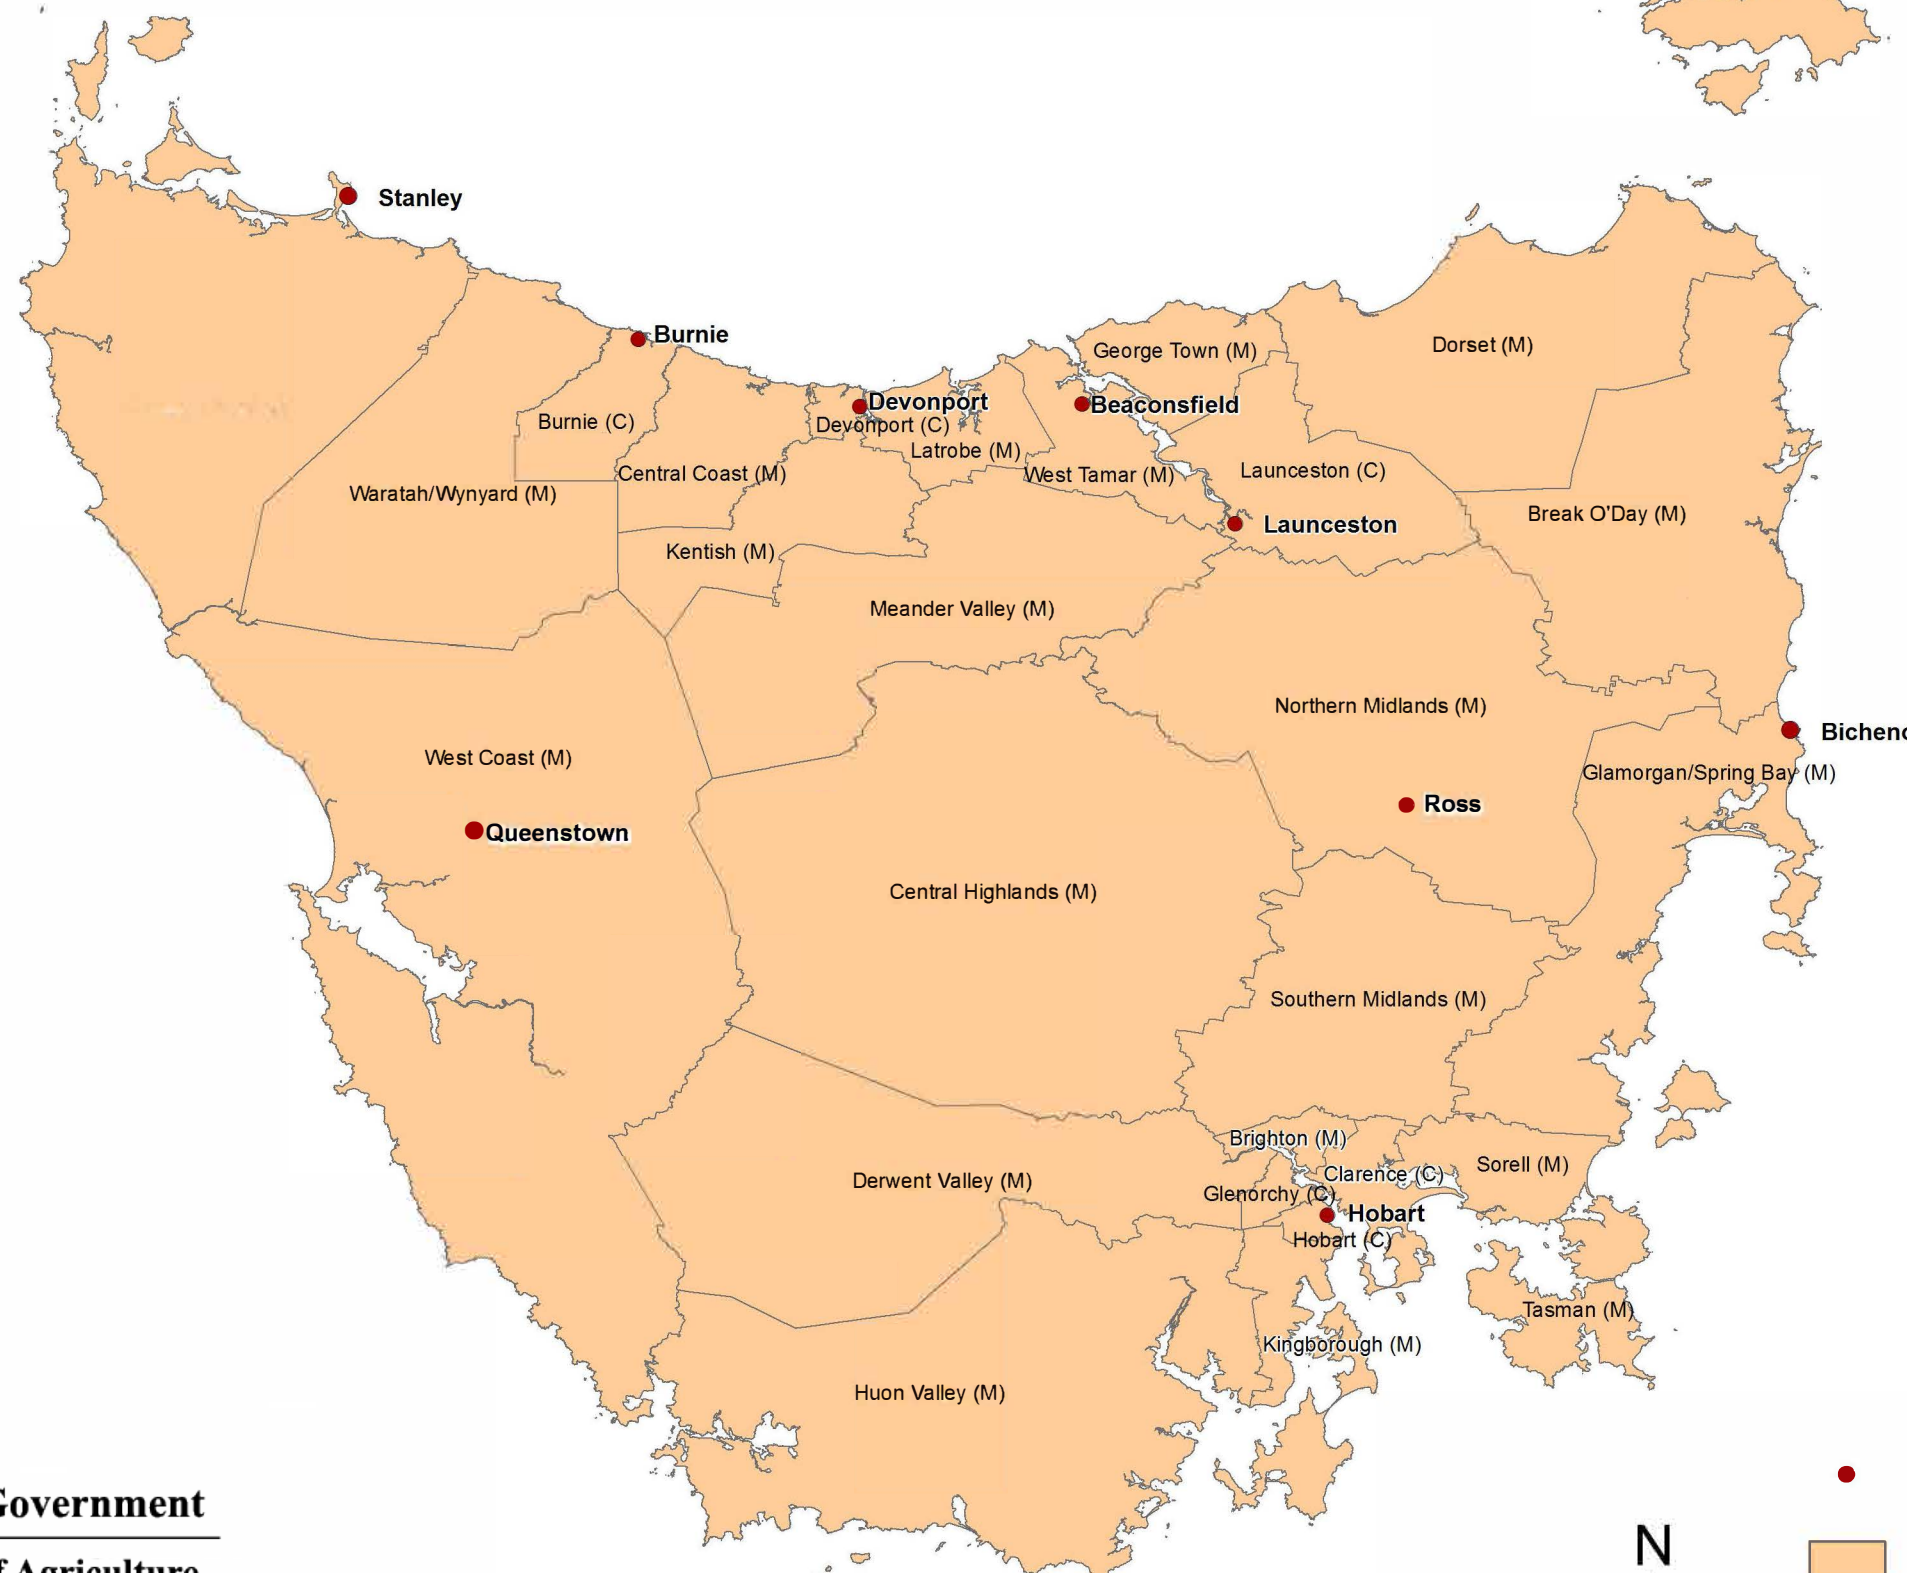 Stanley
Burnie
George Town (M)
Dorset (M)
Devonport
Beaconsfield
Burnie (C)
Devonport (C)
Latrobe (M)
Central Coast (M)
West Tamar (M)
Launceston (C)
Waratah/Wynyard (M)
Launceston
Break O'Day (M)
Kentish (M)
Meander Valley (M)
Northern Midlands (M)
Bicheno
West Coast (M)
Glamorgan/Spring Bay (M)
Ross
Queenstown
Central Highlands (M)
Southern Midlands (M)
Brighton (M)
Sorell (M)
Clarence (C)
Derwent Valley (M)
Glenorchy (C)
Hobart
Hobart (C)
Tasman (M)
Kingborough (M)
Huon Valley (M)
Government
f Agriculture
N